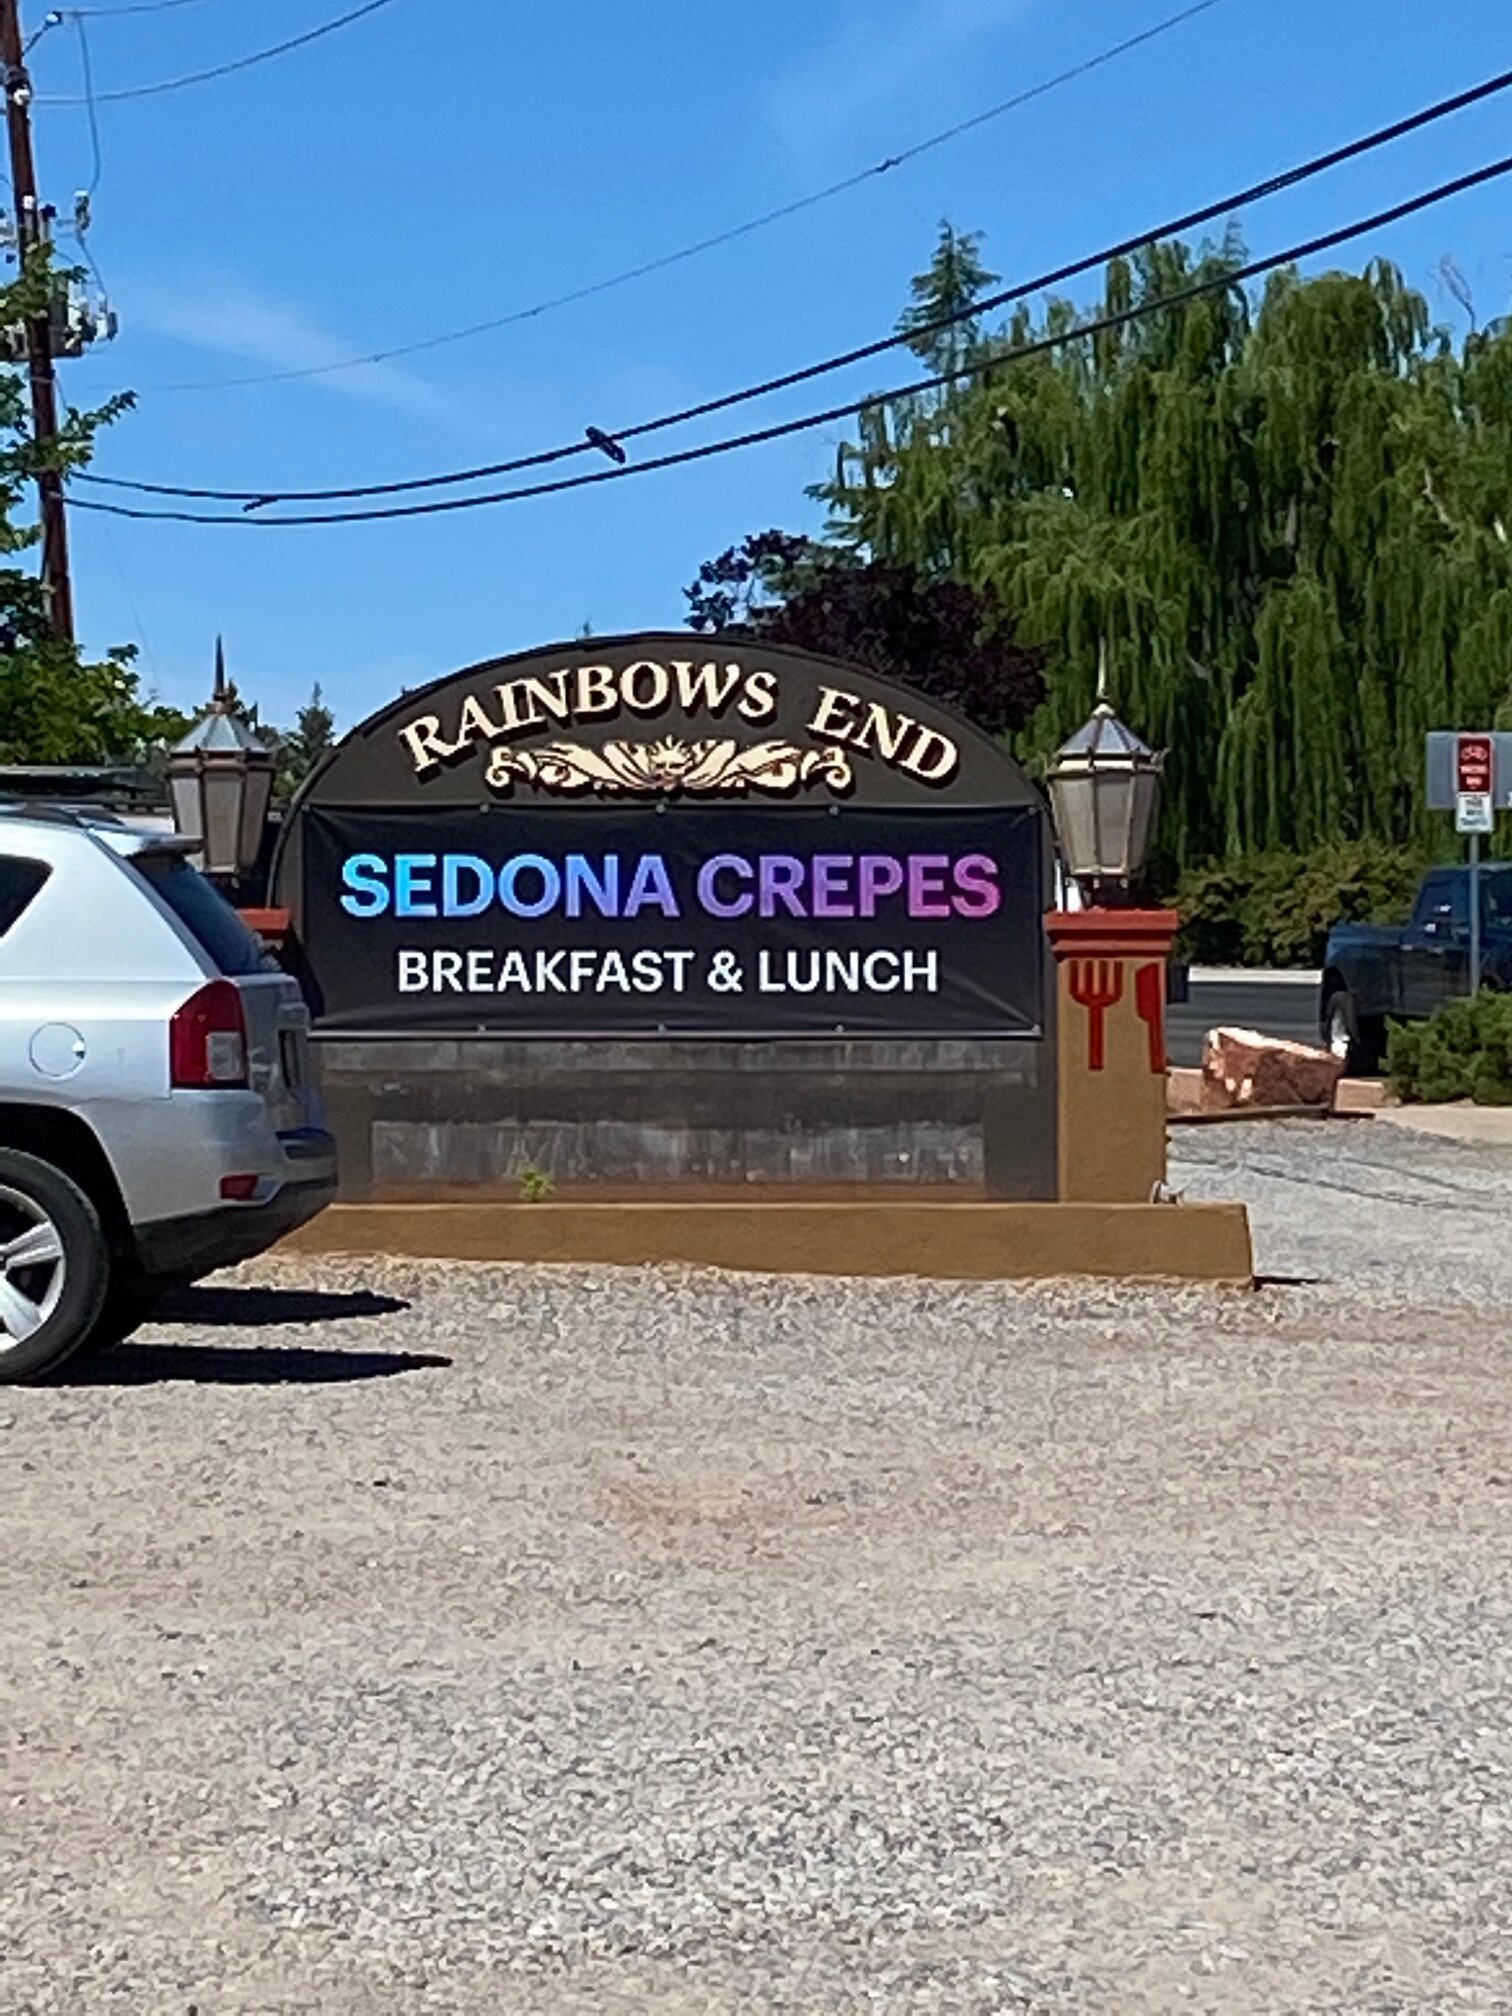 RAINBOWS END
SEDONA CREPES
BREAKFAST & LUNCH